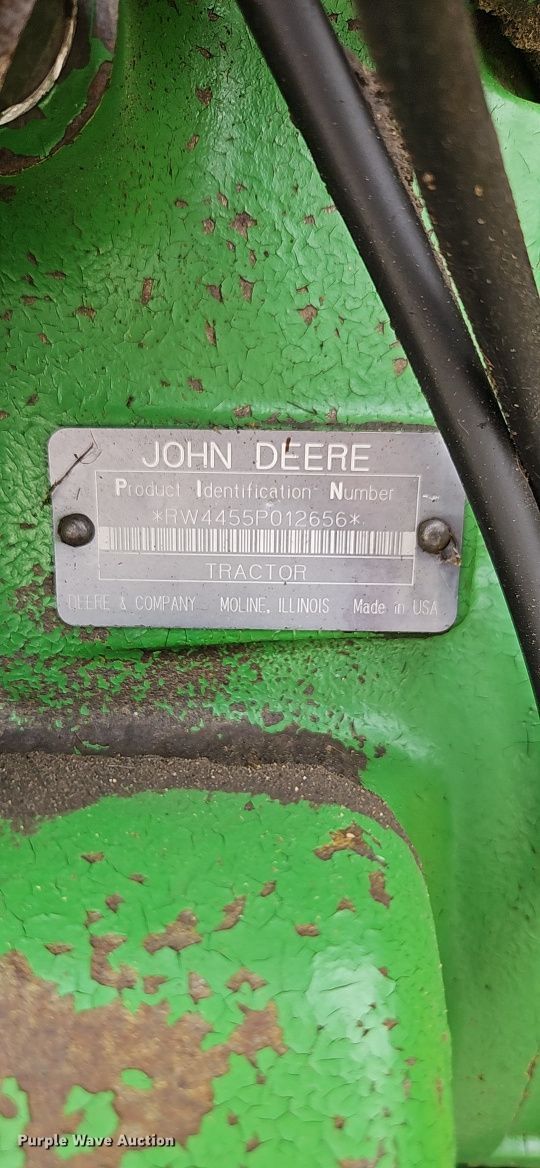 JOHN DEERE
Product Identification Number
*RW4455P012656*
TRACTOR
DEERE & COMPANY MOLINE, ILLINOIS Made in USA
Purple Wave Auction